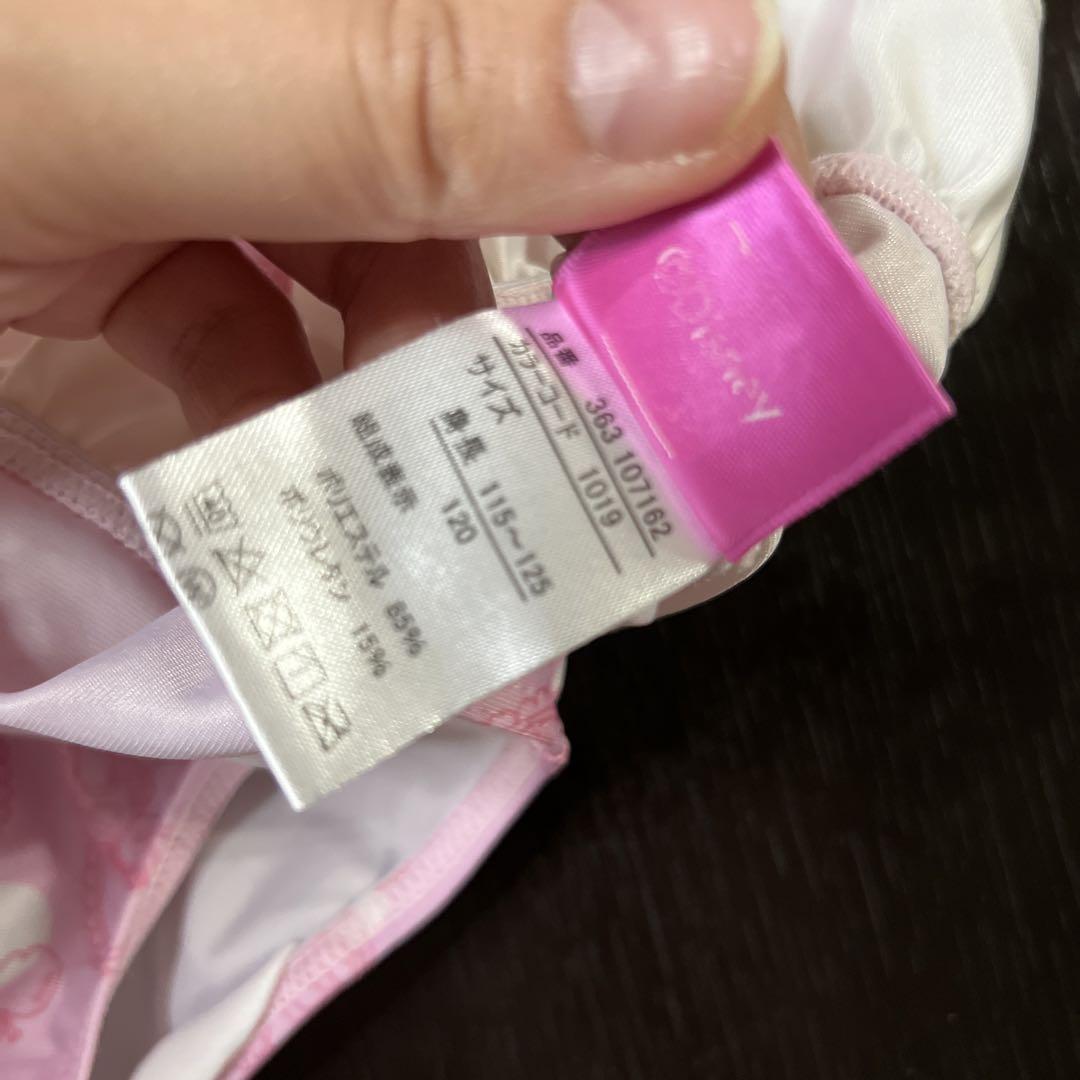 ©Disney
品番 363 107162
カラーコード 1019
サイズ
身長 115~125
120
組成表示
ポリエステル 85%
ポリウレタン 15%